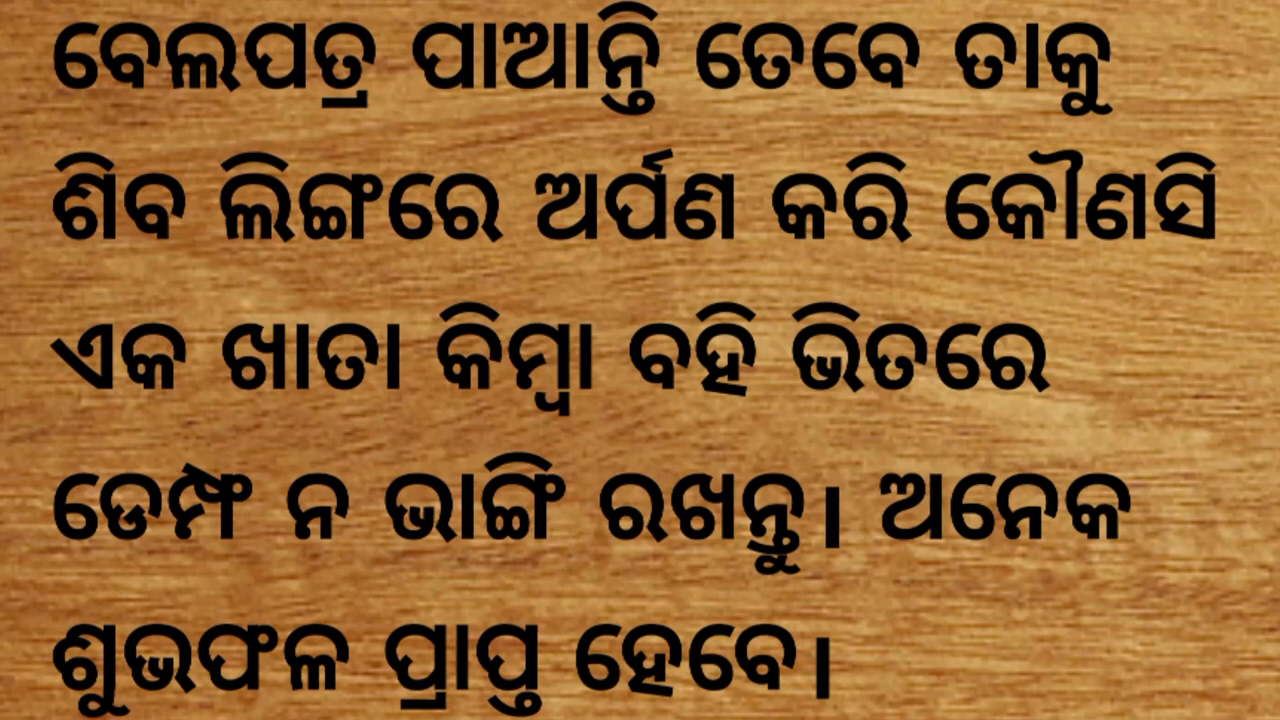 ବେଲପତ୍ର ପାଆନ୍ତି ତେବେ ତାକୁ
ଶିବ ଲିଙ୍ଗରେ ଅର୍ପଣ କରି କୌଣସି
ଏକ ଖାତା କିମ୍ବା ବହି ଭିତରେ
ଡେମ୍ଫ ନ ଭାଙ୍ଗି ରଖନ୍ତୁ। ଅନେକ
ଶୁଭଫଳ ପ୍ରାପ୍ତ ହେବେ।